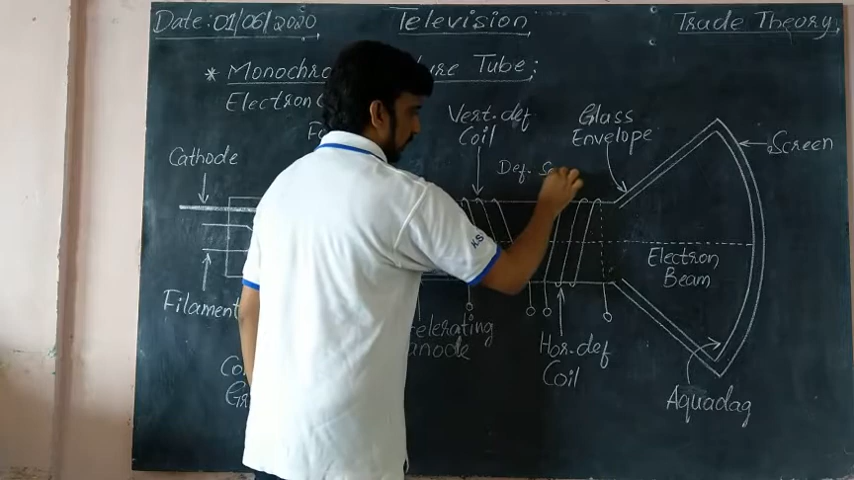 Date: 01/06/2020
Television
Trade Theory
* Monochro ure Tube:
Electron
Vert. def
Coil
Glass
Envelope
Screen
Cathode
Def. S
K.S
Electron
Beam
Filament
elerating
anode
Hor. def
Coil
Aquadag